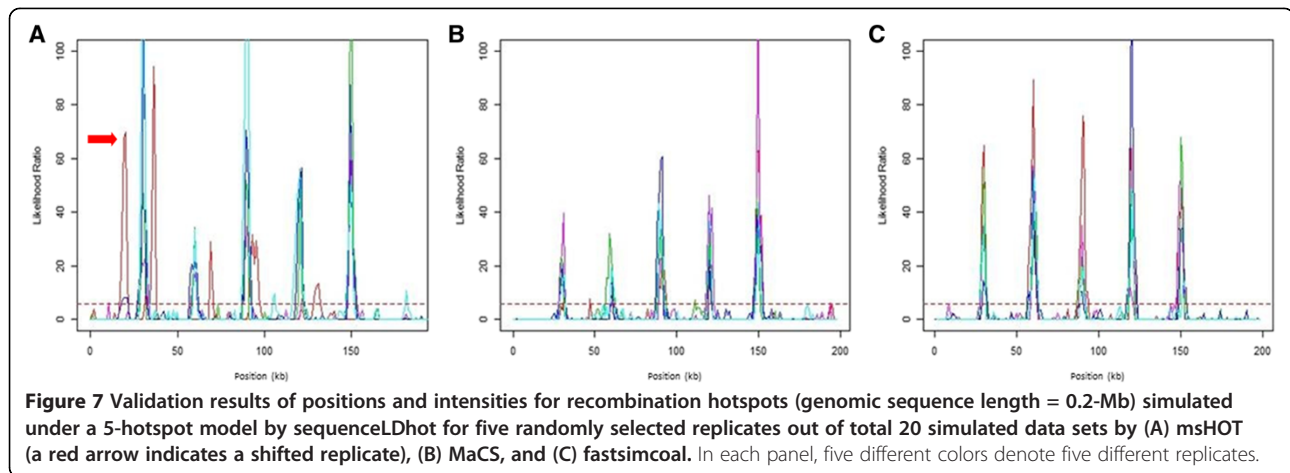 A
B
C
100
80
60
40
20
0
Likelihood Ratio
0
50
100
150
Position (kb)
100
80
60
40
20
0
Likelihood Ratio
0
50
100
150
200
Position (kb)
100
80
60
40
20
0
Likelihood Ratio
0
50
100
150
200
Position (kb)
Figure 7 Validation results of positions and intensities for recombination hotspots (genomic sequence length = 0.2-Mb) simulated
under a 5-hotspot model by sequenceLDhot for five randomly selected replicates out of total 20 simulated data sets by (A) msHOT
(a red arrow indicates a shifted replicate), (B) MaCS, and (C) fastsimcoal. In each panel, five different colors denote five different replicates.